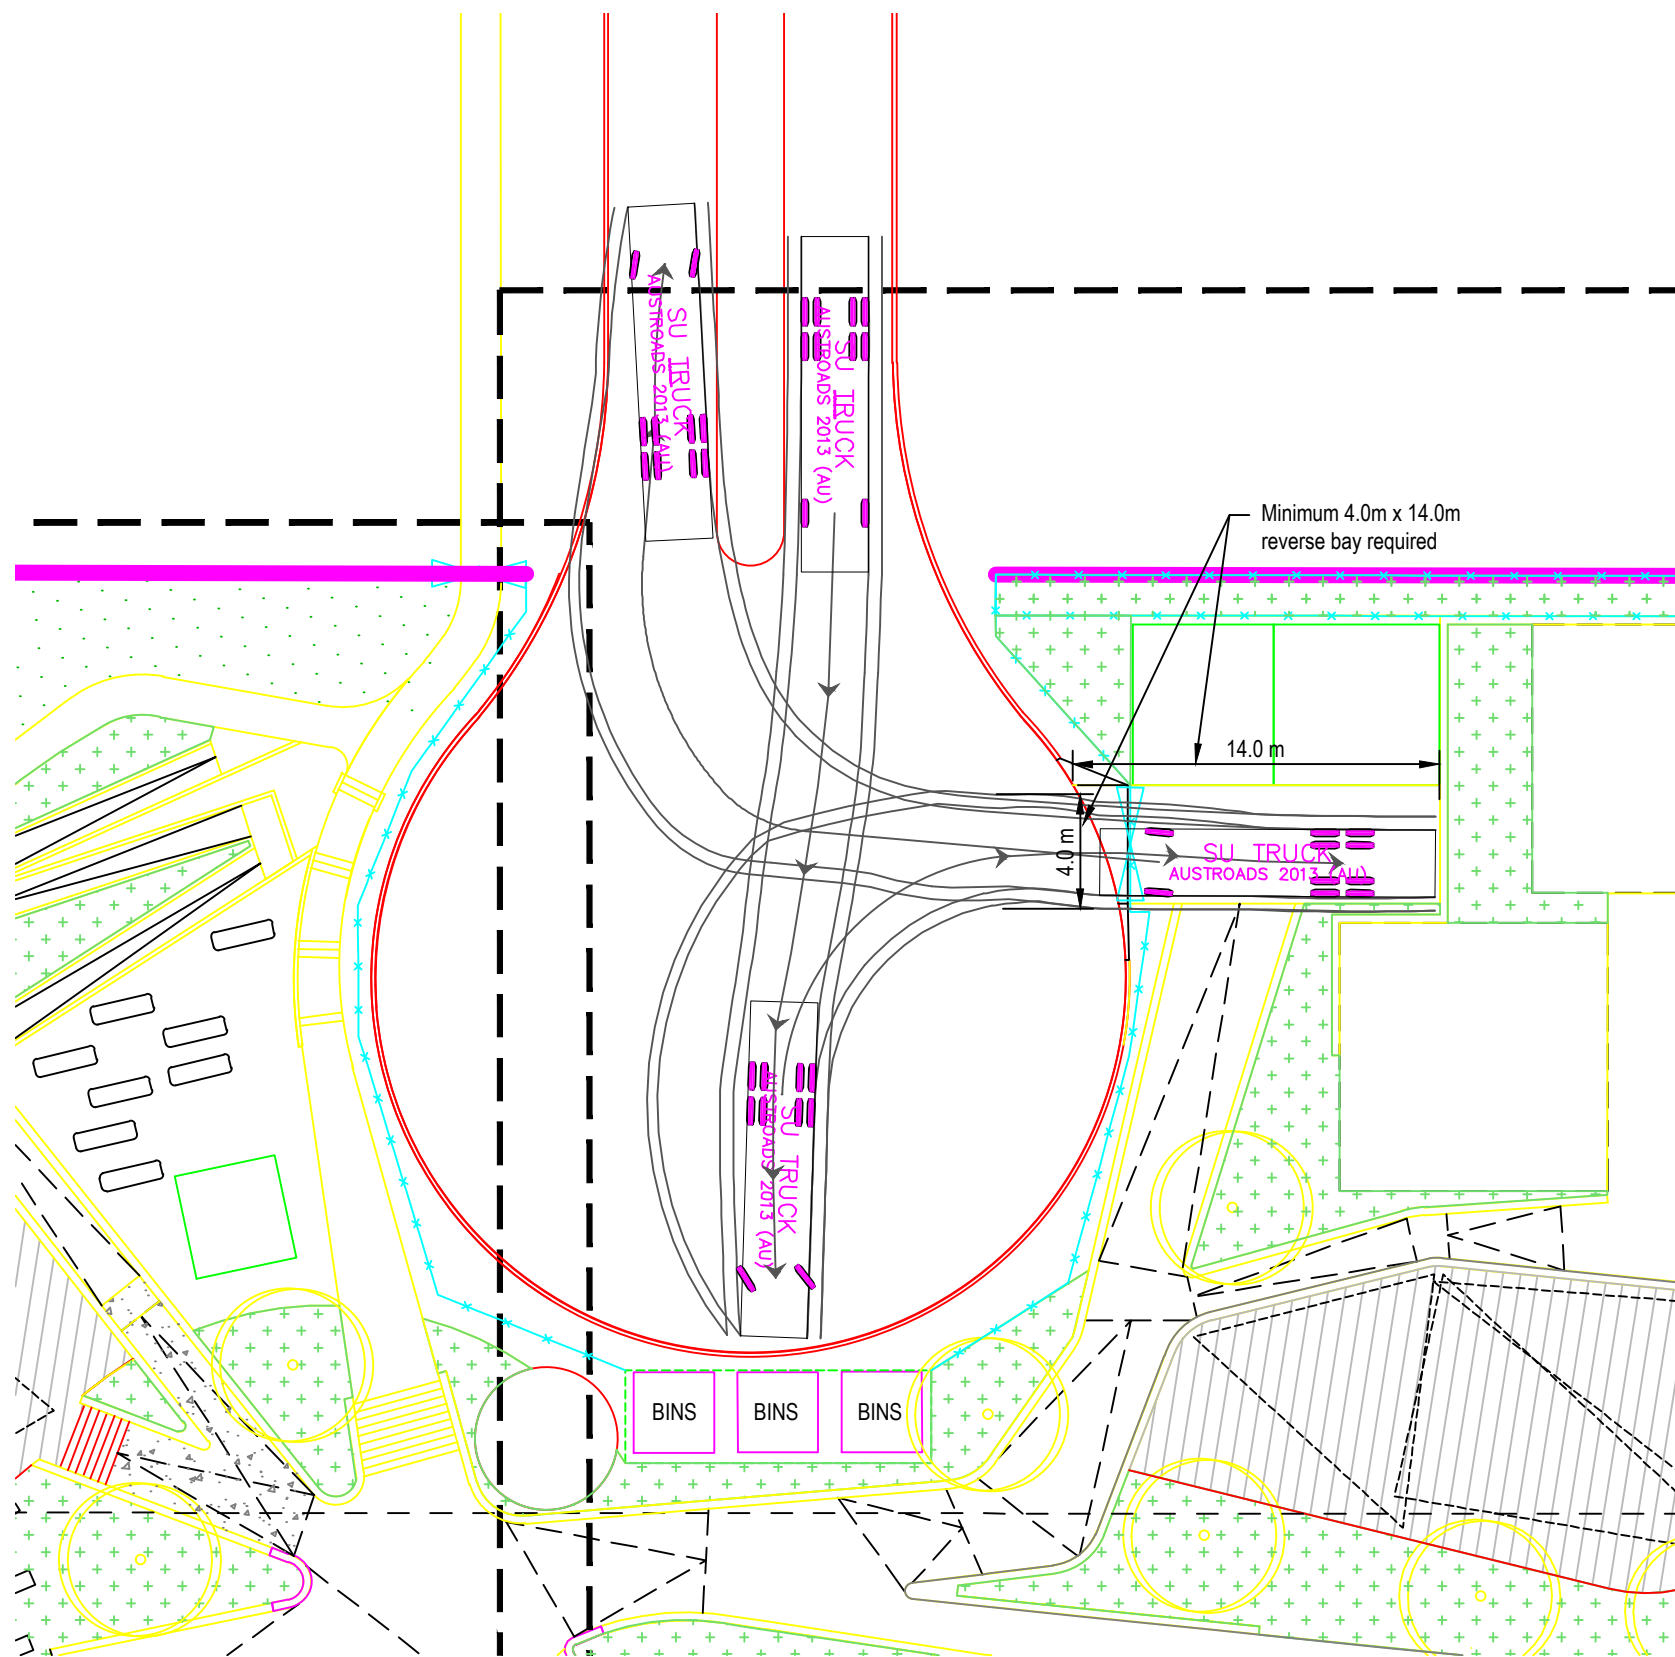 SU TRUCK
AUSTROADS 2013 (AU)
SU TRUCK
AUSTROADS 2013 (AU)
Minimum 4.0m x 14.0m
reverse bay required
14.0 m
4.0 m
SU TRUCK
AUSTROADS 2013 (AU)
SU TRUCK
AUSTROADS 2013 (AU)
BINS
BINS
BINS